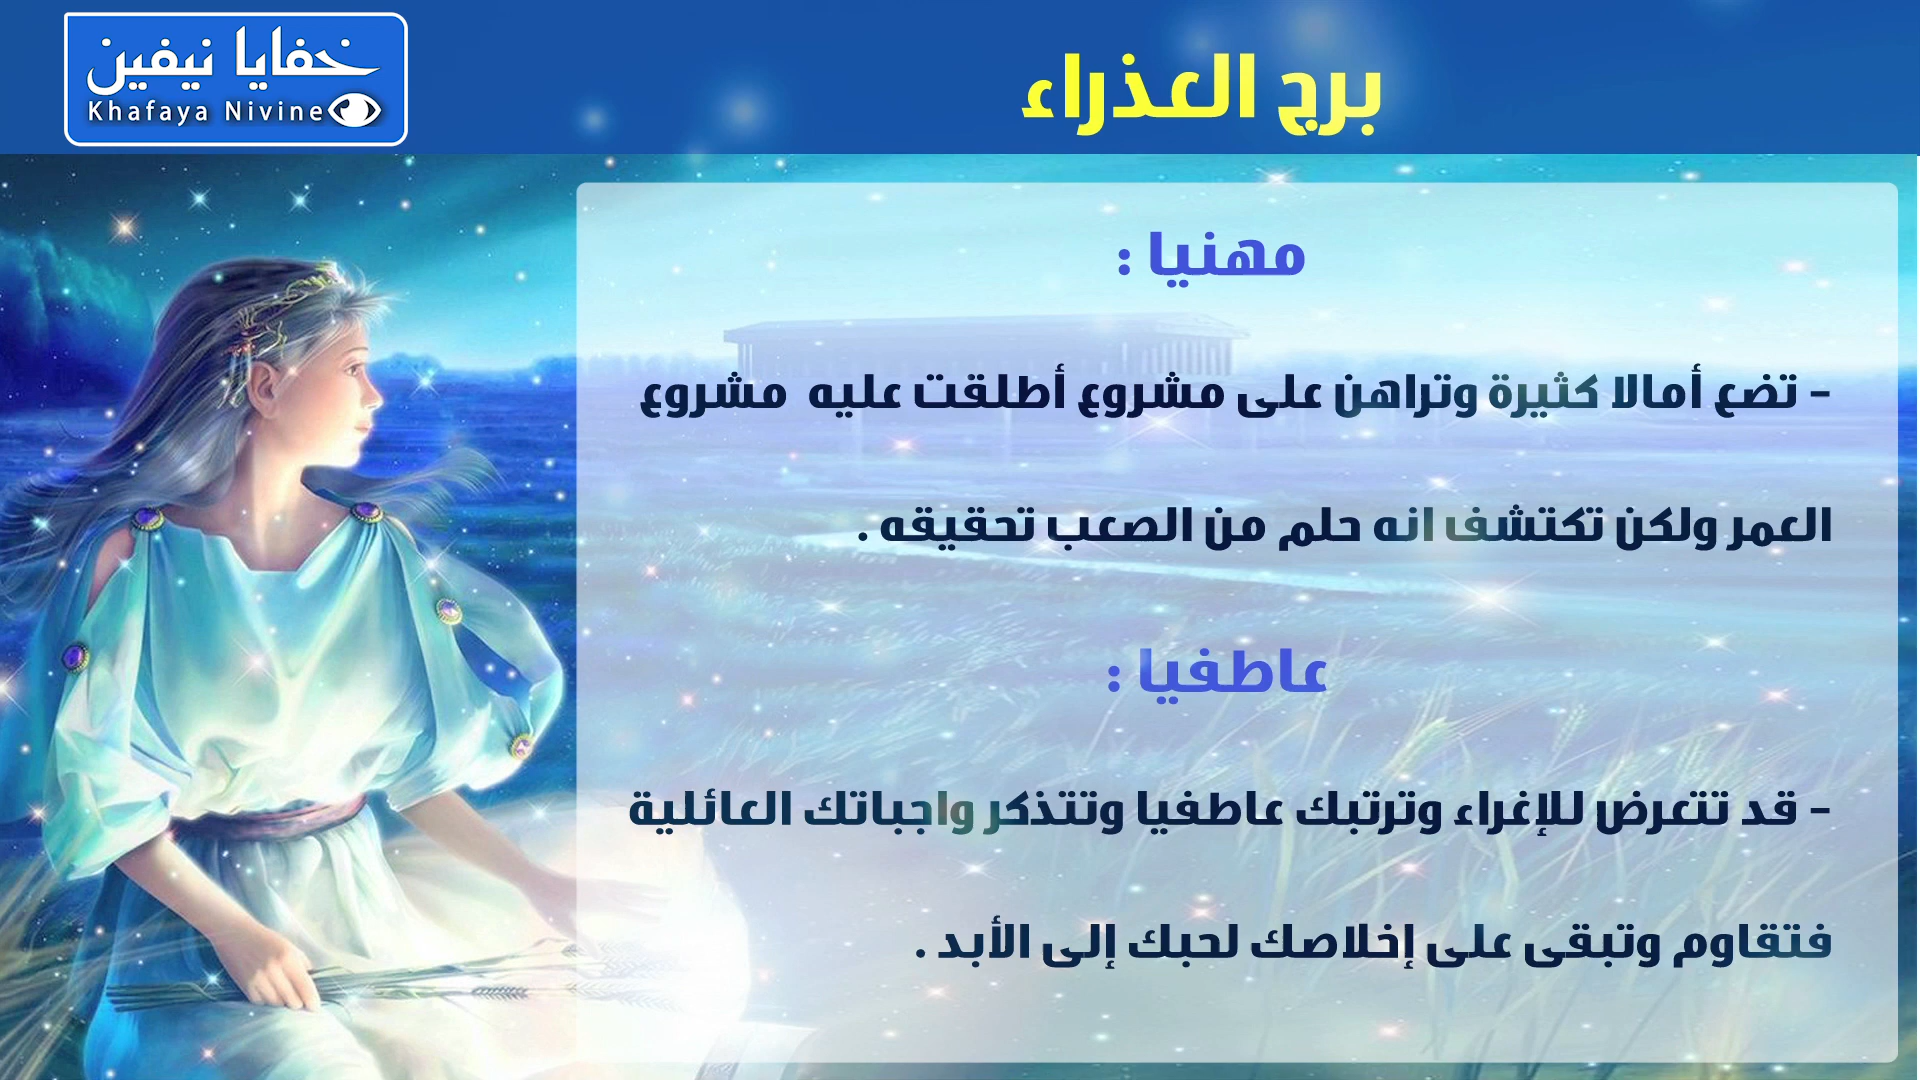 خفايا نيفين
Khafaya Nivine
برج العذراء
مهنيا :
- تضع أمالا كثيرة وتراهن على مشروع أطلقت عليه مشروع
العمر ولكن تكتشف انه حلم من الصعب تحقيقه .
عاطفيا :
- قد تتعرض للإغراء وترتبك عاطفيا وتتذكر واجباتك العائلية
فتقاوم وتبقى على إخلاصك لحبك إلى الأبد .